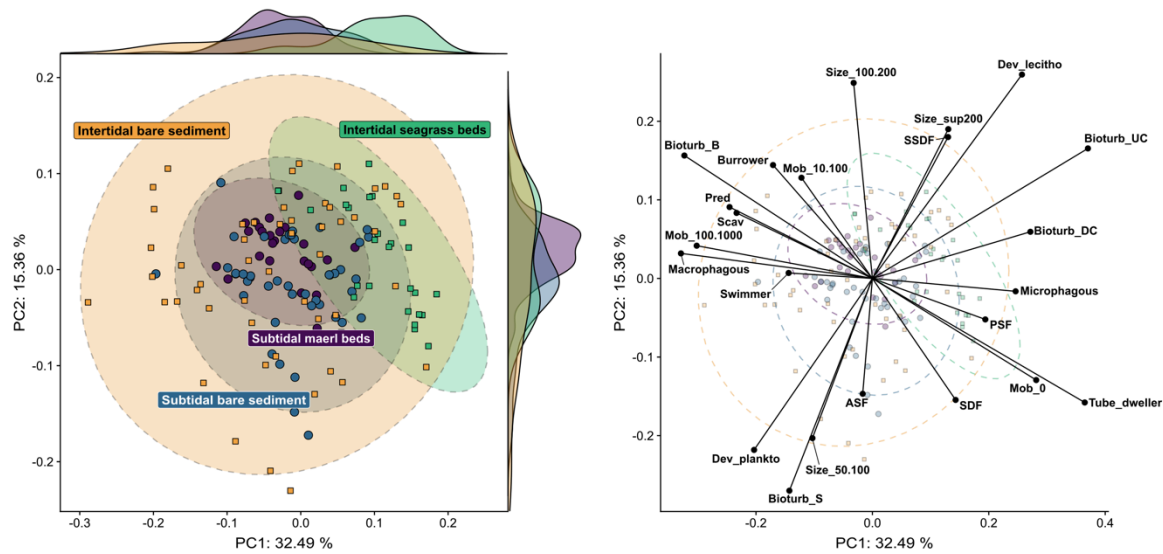 0.2
0.1
0.0
-0.1
-0.2
PC2: 15.36 %
-0.3
-0.2
-0.1
0.0
0.1
0.2
PC1: 32.49 %
Intertidal bare sediment
Intertidal seagrass beds
Subtidal maerl beds
Subtidal bare sediment
0.2
0.1
0.0
-0.1
-0.2
PC2: 15.36 %
-0.2
0.0
0.2
0.4
PC1: 32.49 %
Size_100.200
Dev_lecitho
Size_sup200
SSDF
Bioturb_UC
Bioturb_B
Burrower
Mob_10.100
Pred
Scav
Bioturb_DC
Mob_100.1000
Macrophagous
Swimmer
Microphagous
PSF
Mob_0
Tube_dweller
ASF
SDF
Dev_plankto
Size_50.100
Bioturb_S